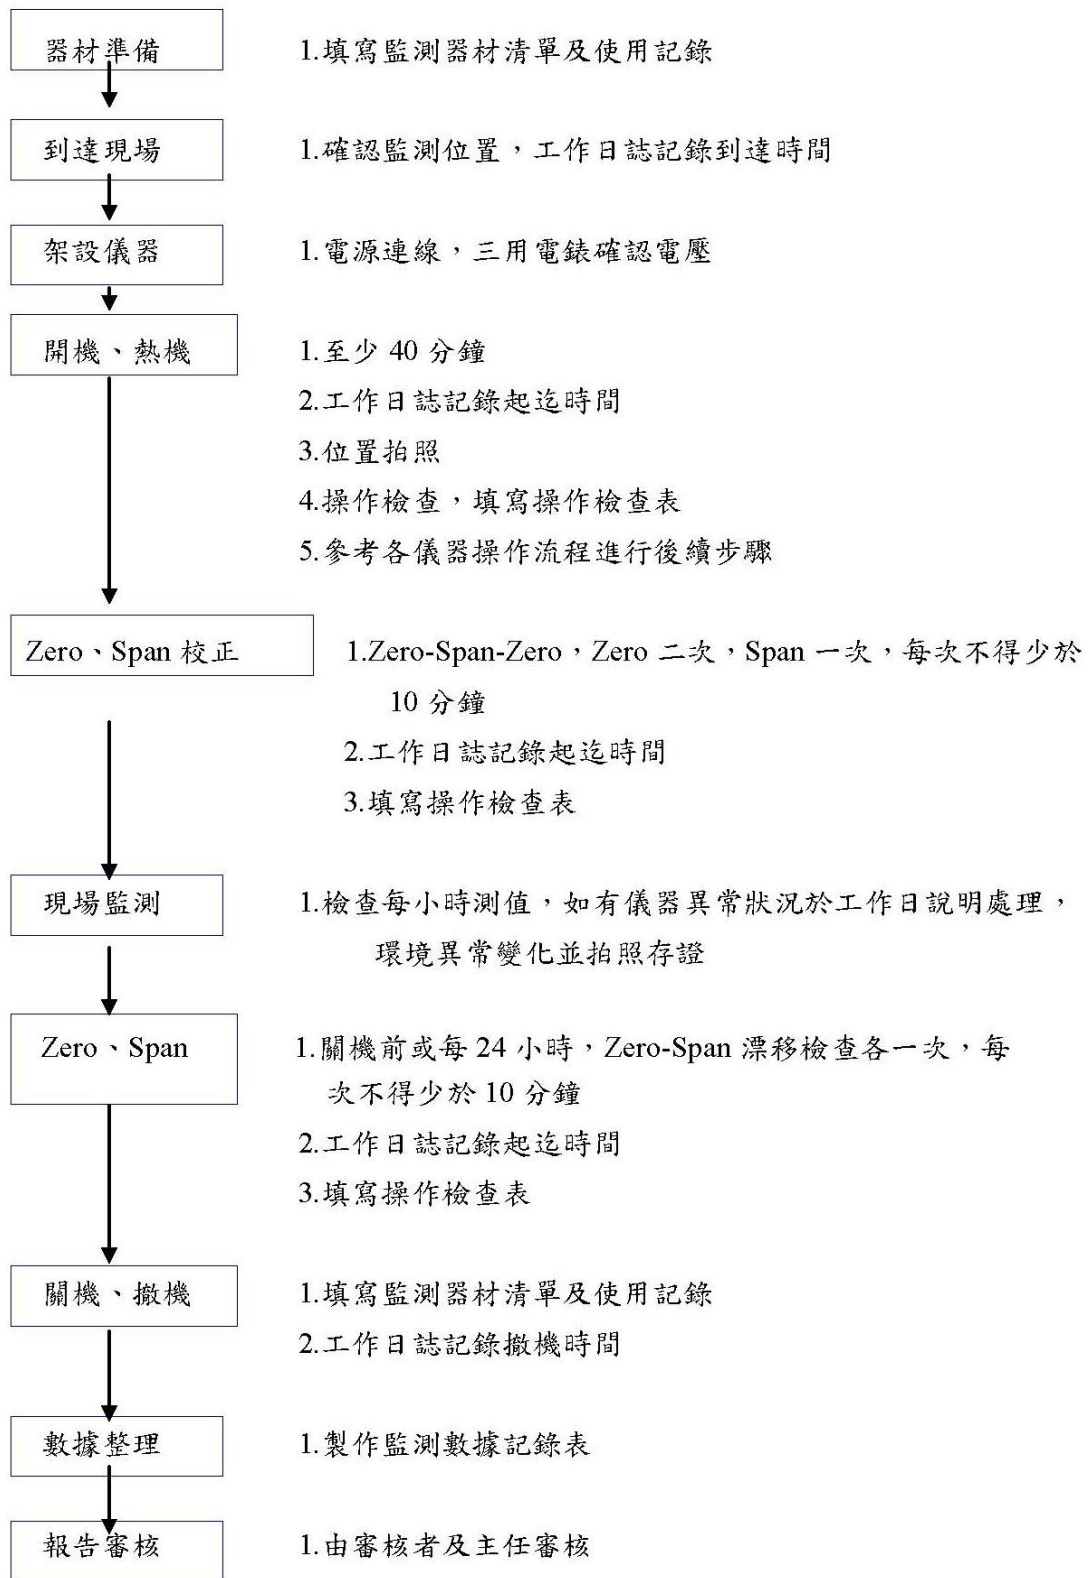 器材準備
1.填寫監測器材清單及使用記錄
到達現場
1.確認監測位置，工作日誌記錄到達時間
架設儀器
1.電源連線，三用電錶確認電壓
開機、熱機
1.至少 40 分鐘
2.工作日誌記錄起迄時間
3.位置拍照
4.操作檢查，填寫操作檢查表
5.參考各儀器操作流程進行後續步驟
Zero、Span 校正
1.Zero-Span-Zero，Zero 二次，Span 一次，每次不得少於
10 分鐘
2.工作日誌記錄起迄時間
3.填寫操作檢查表
現場監測
1.檢查每小時測值，如有儀器異常狀況於工作日說明處理，
環境異常變化並拍照存證
Zero、Span
1.關機前或每 24 小時，Zero-Span 漂移檢查各一次，每
次不得少於 10 分鐘
2.工作日誌記錄起迄時間
3.填寫操作檢查表
關機、撤機
1.填寫監測器材清單及使用記錄
2.工作日誌記錄撤機時間
數據整理
1.製作監測數據記錄表
報告審核
1.由審核者及主任審核